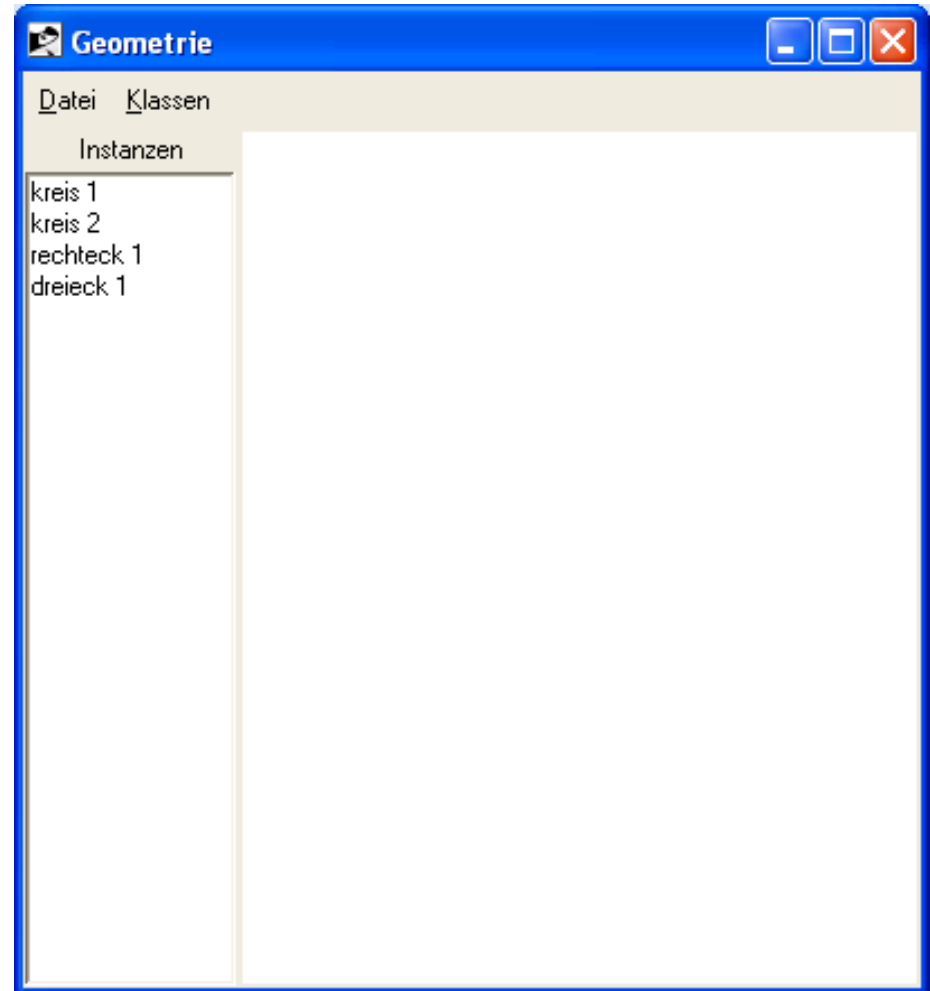 Geometrie
Datei Klassen
Instanzen
kreis 1
kreis 2
rechteck 1
dreieck 1